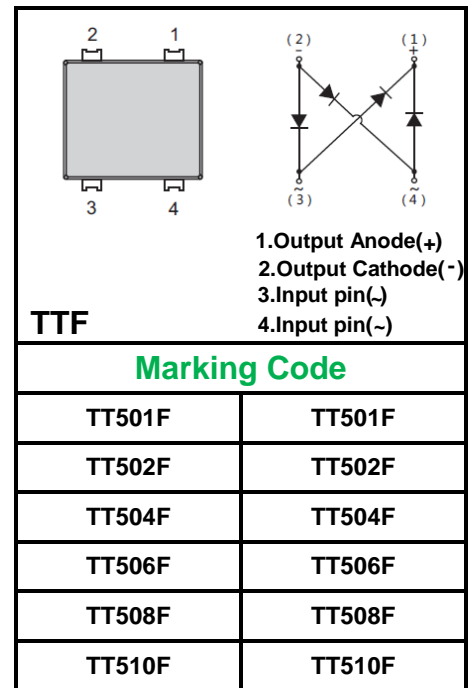 2 1
(2) (1)
- +
3 4
~ ~
(3) (4)
1.Output Anode(+)
2.Output Cathode(-)
3.Input pin(~)
TTF 4.Input pin(~)
Marking Code
TT501F TT501F
TT502F TT502F
TT504F TT504F
TT506F TT506F
TT508F TT508F
TT510F TT510F